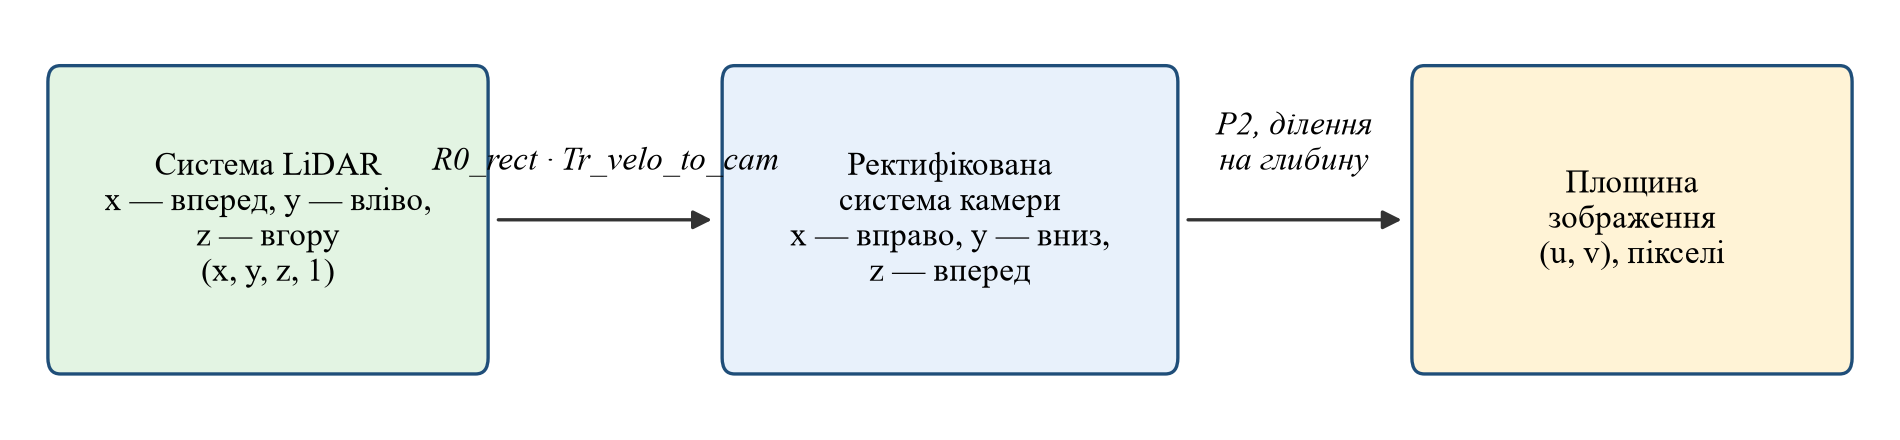 Система LiDAR
x — вперед, y — вліво,
z — вгору
(x, y, z, 1)
R0_rect · Tr_velo_to_cam
Ректифікована
система камери
x — вправо, y — вниз,
z — вперед
P2, ділення
на глибину
Площина
зображення
(u, v), пікселі